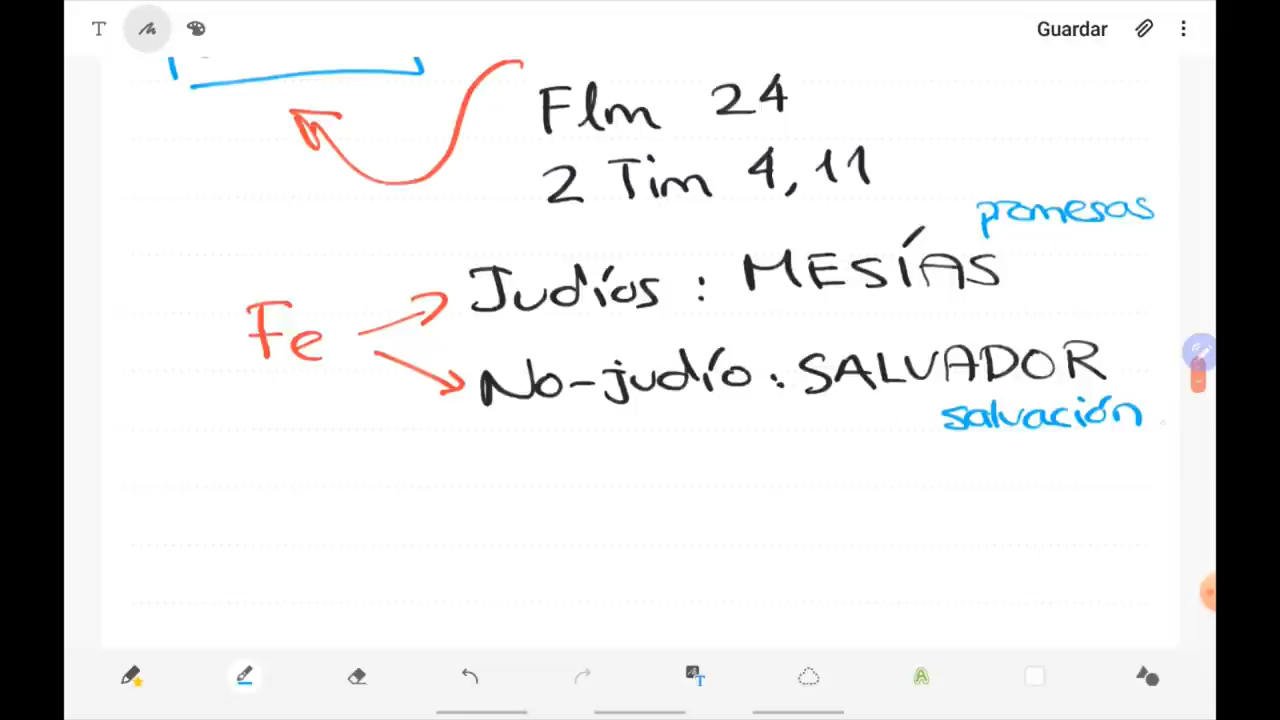 T Guardar
Flm 24
2 Tim 4, 11
promesas
Judíos : MESÍAS
Fe
No-judío : SALVADOR
salvación